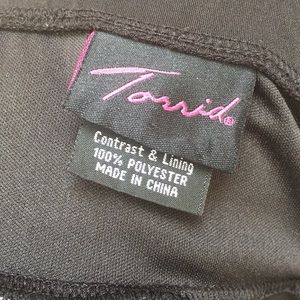 Torrid®
Contrast & Lining
100% POLYESTER
MADE IN CHINA